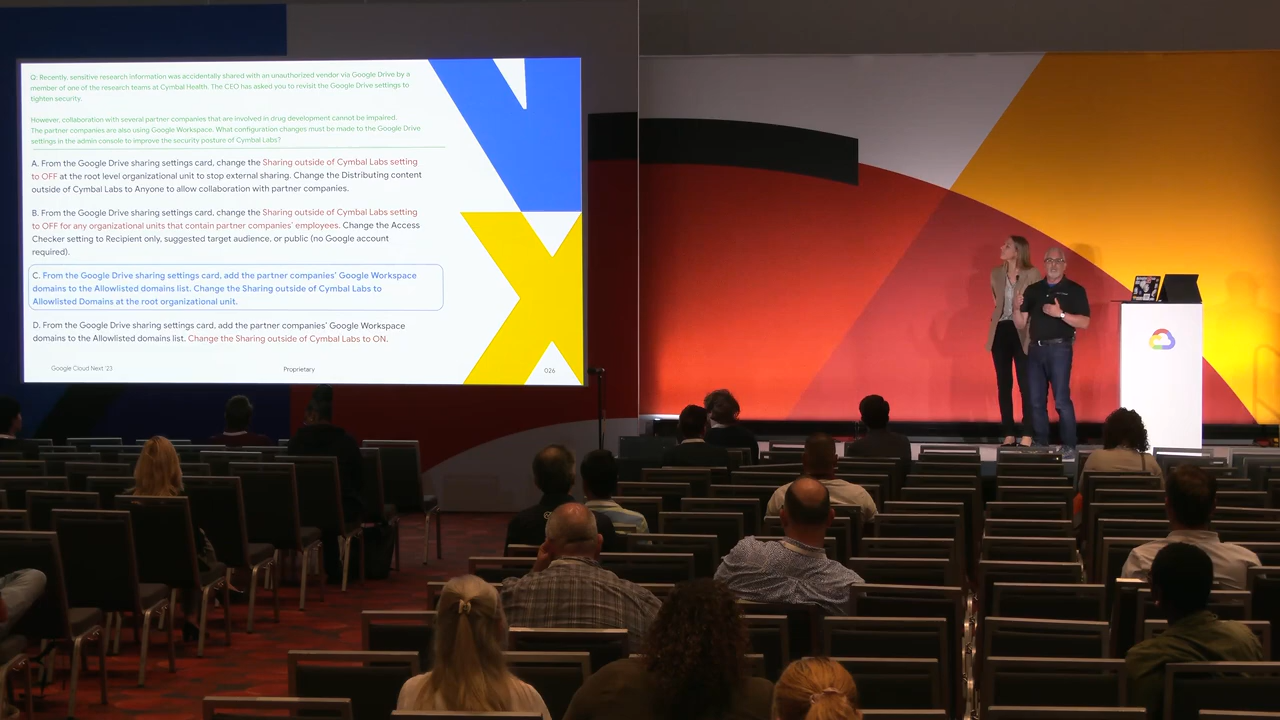 Q: Recently, sensitive research information was accidentally shared with an unauthorized vendor via Google Drive by a
member of one of the research teams at Cymbal Health. The CEO has asked you to revisit the Google Drive settings to
tighten security.
However, collaboration with several partner companies that are involved in drug development cannot be impaired.
The partner companies are also using Google Workspace. What configuration changes must be made to the Google Drive
settings in the admin console to improve the security posture of Cymbal Labs?
A. From the Google Drive sharing settings card, change the Sharing outside of Cymbal Labs setting
to OFF at the root level organizational unit to stop external sharing. Change the Distributing content
outside of Cymbal Labs to Anyone to allow collaboration with partner companies.
B. From the Google Drive sharing settings card, change the Sharing outside of Cymbal Labs setting
to OFF for any organizational units that contain partner companies' employees. Change the Access
Checker setting to Recipient only, suggested target audience, or public (no Google account
required).
C. From the Google Drive sharing settings card, add the partner companies' Google Workspace
domains to the Allowlisted domains list. Change the Sharing outside of Cymbal Labs to
Allowlisted Domains at the root organizational unit.
D. From the Google Drive sharing settings card, add the partner companies' Google Workspace
domains to the Allowlisted domains list. Change the Sharing outside of Cymbal Labs to ON.
Google Cloud Next '23
Proprietary
026